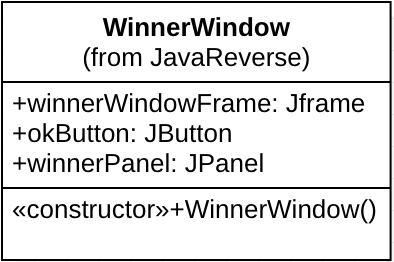 WinnerWindow
(from JavaReverse)
+winnerWindowFrame: Jframe
+okButton: JButton
+winnerPanel: JPanel
«constructor»+WinnerWindow()